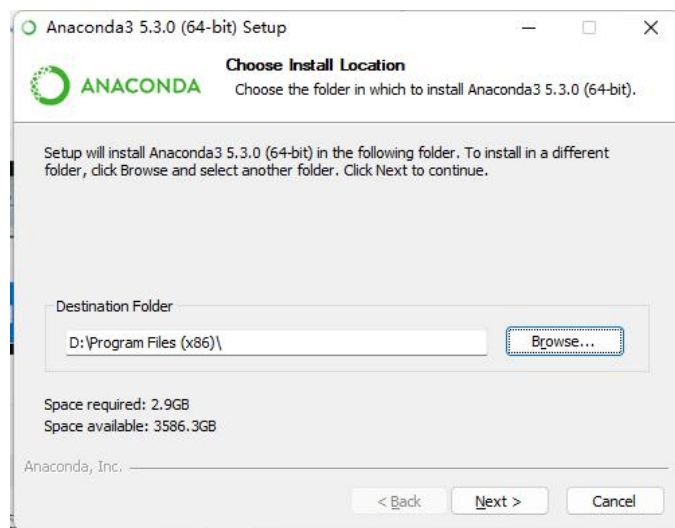 Anaconda3 5.3.0 (64-bit) Setup
ANACONDA
Choose Install Location
Choose the folder in which to install Anaconda3 5.3.0 (64-bit).
Setup will install Anaconda3 5.3.0 (64-bit) in the following folder. To install in a different
folder, click Browse and select another folder. Click Next to continue.
Destination Folder
D:\Program Files (x86)\
Browse...
Space required: 2.9GB
Space available: 3586.3GB
Anaconda, Inc.
< Back
Next >
Cancel